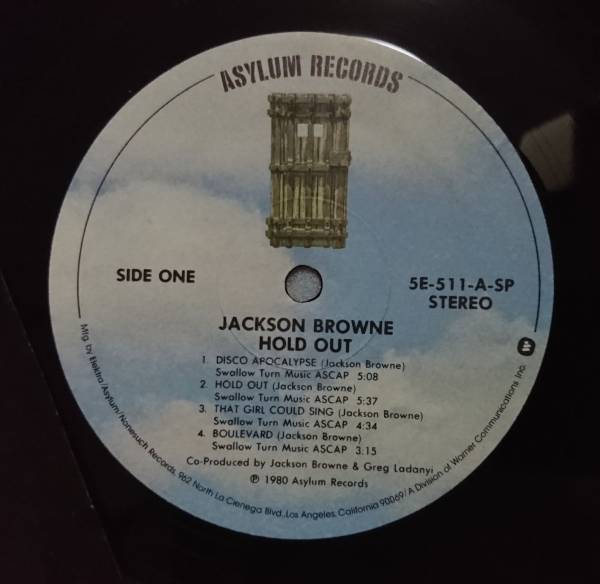 ASYLUM RECORDS
SIDE ONE
5E-511-A-SP
STEREO
JACKSON BROWNE
HOLD OUT
1. DISCO APOCALYPSE (Jackson Browne)
Swallow Turn Music ASCAP 5:08
2. HOLD OUT (Jackson Browne)
Swallow Turn Music ASCAP 5:37
3. THAT GIRL COULD SING (Jackson Browne)
Swallow Turn Music ASCAP 4:34
4. BOULEVARD (Jackson Browne)
Swallow Turn Music ASCAP 3.15
Co-Produced by Jackson Browne & Greg Ladanyi
℗ 1980 Asylum Records
Mfg. by Elektra/Asylum/Nonesuch Records, 962 North La Cienega Blvd., Los Angeles, California 90069/A Division of Warner Communications Inc.